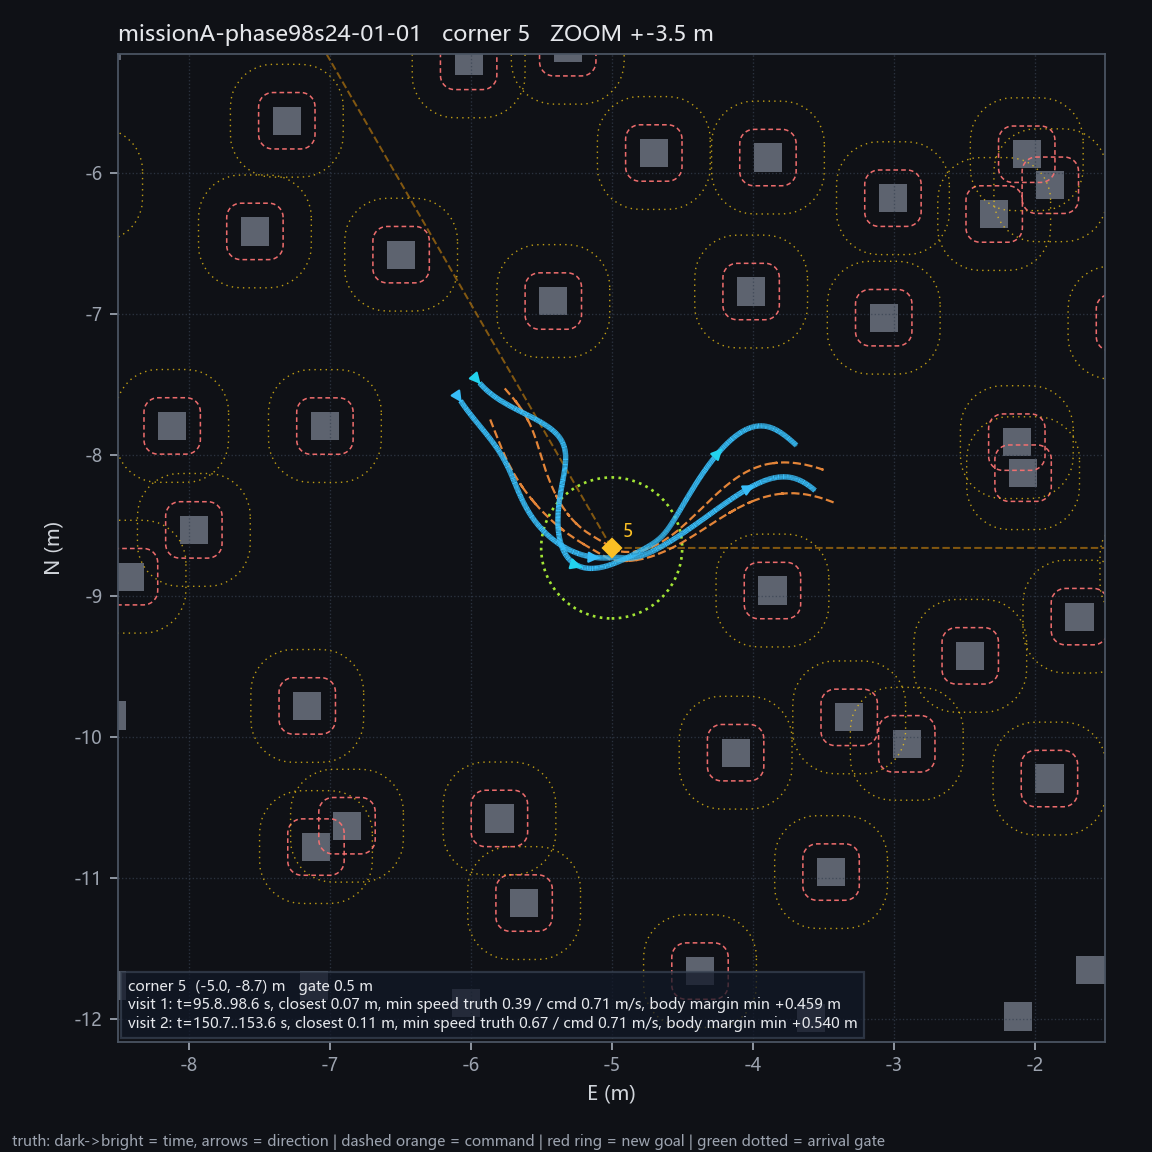 missionA-phase98s24-01-01 corner 5 ZOOM +-3.5 m
N (m)
-6
-7
-8
-9
-10
-11
-12
5
corner 5 (-5.0, -8.7) m gate 0.5 m
visit 1: t=95.8..98.6 s, closest 0.07 m, min speed truth 0.39 / cmd 0.71 m/s, body margin min +0.459 m
visit 2: t=150.7..153.6 s, closest 0.11 m, min speed truth 0.67 / cmd 0.71 m/s, body margin min +0.540 m
-8 -7 -6 -5 -4 -3 -2
E (m)
truth: dark->bright = time, arrows = direction | dashed orange = command | red ring = new goal | green dotted = arrival gate